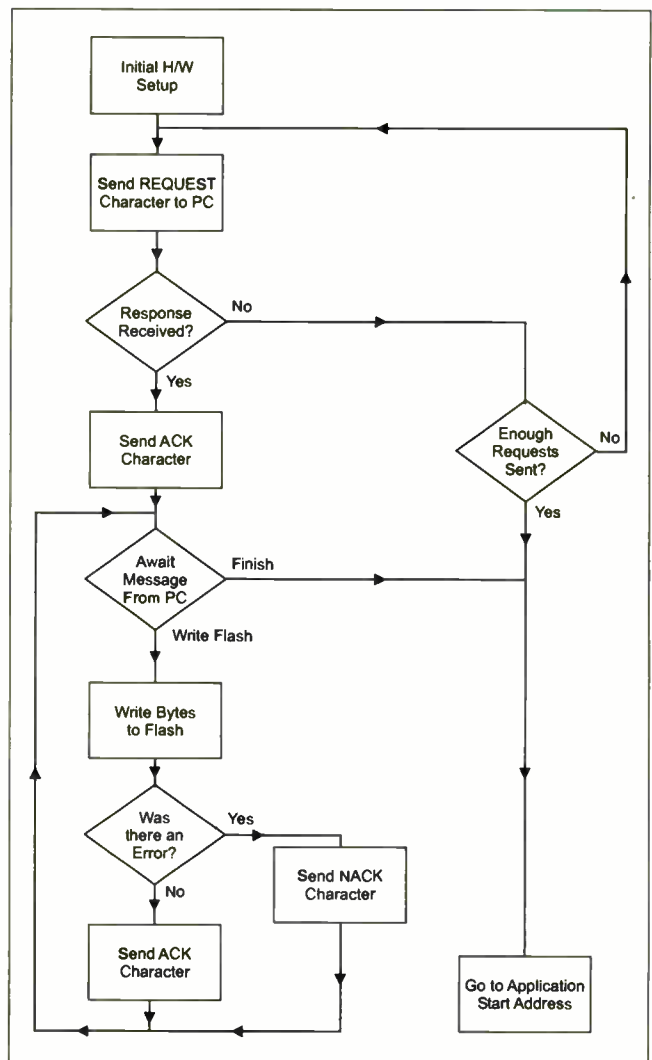 Initial H/W
Setup
Send REQUEST
Character to PC
Response
Received?
No
Yes
Send ACK
Character
Enough
Requests
Sent?
No
Yes
Await
Message
From PC
Finish
Write Flash
Write Bytes
to Flash
Was
there an
Error?
Yes
No
Send NACK
Character
Send ACK
Character
Go to Application
Start Address